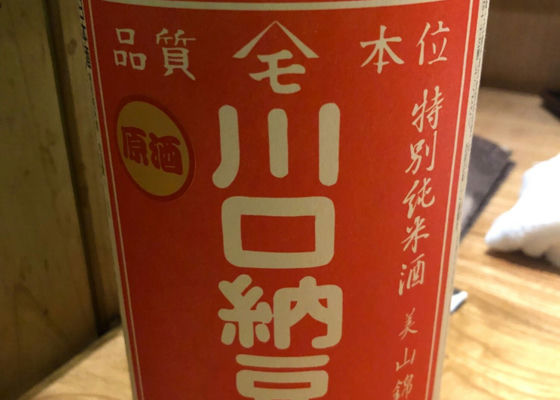 品質 モ 本位
特別純米酒 美山錦
原酒
川口納豆